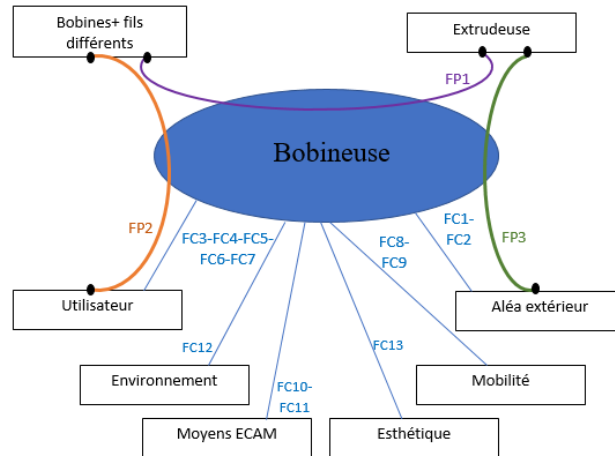 Bobines+ fils
différents
Extrudeuse
FP1
Bobineuse
FP2
FC3-FC4-FC5-
FC6-FC7
FC8-
FC9
FC1-
FC2
FP3
Utilisateur
Aléa extérieur
FC12
FC13
Environnement
FC10-
FC11
Mobilité
Moyens ECAM
Esthétique